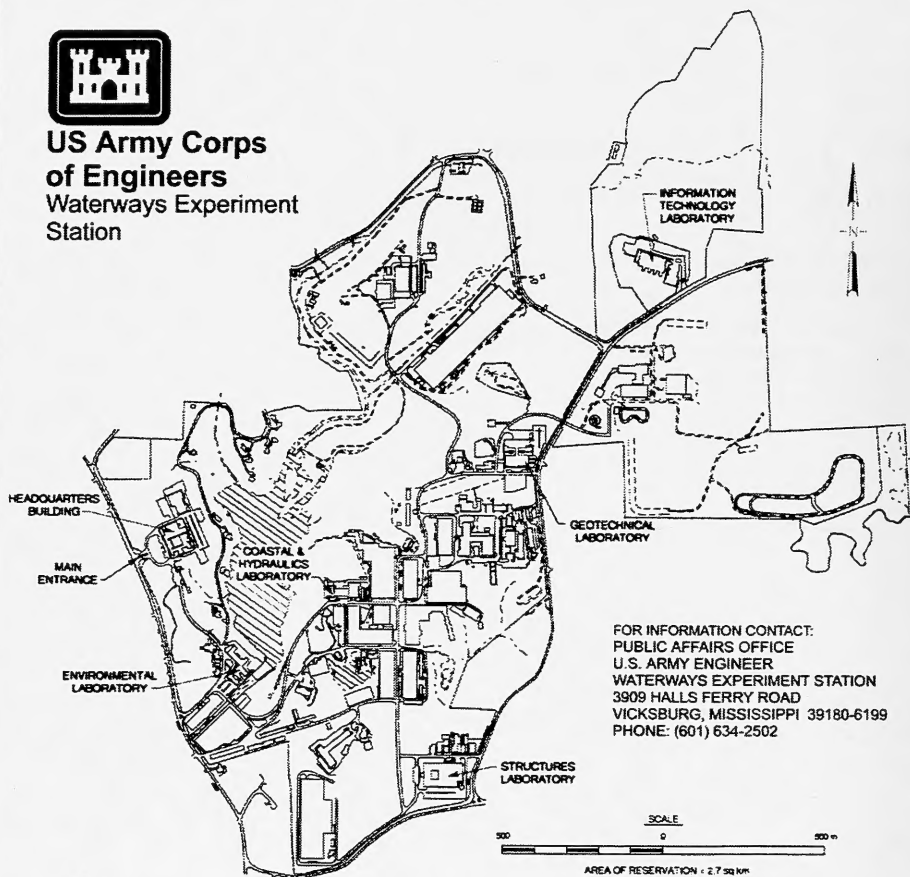 US Army Corps
of Engineers
Waterways Experiment
Station
INFORMATION
TECHNOLOGY
LABORATORY
-N-
HEADQUARTERS
BUILDING
MAIN
ENTRANCE
COASTAL &
HYDRAULICS
LABORATORY
GEOTECHNICAL
LABORATORY
ENVIRONMENTAL
LABORATORY
STRUCTURES
LABORATORY
FOR INFORMATION CONTACT:
PUBLIC AFFAIRS OFFICE
U.S. ARMY ENGINEER
WATERWAYS EXPERIMENT STATION
3909 HALLS FERRY ROAD
VICKSBURG, MISSISSIPPI 39180-6199
PHONE: (601) 634-2502
SCALE
500 0 500 m
AREA OF RESERVATION = 2.7 sq km